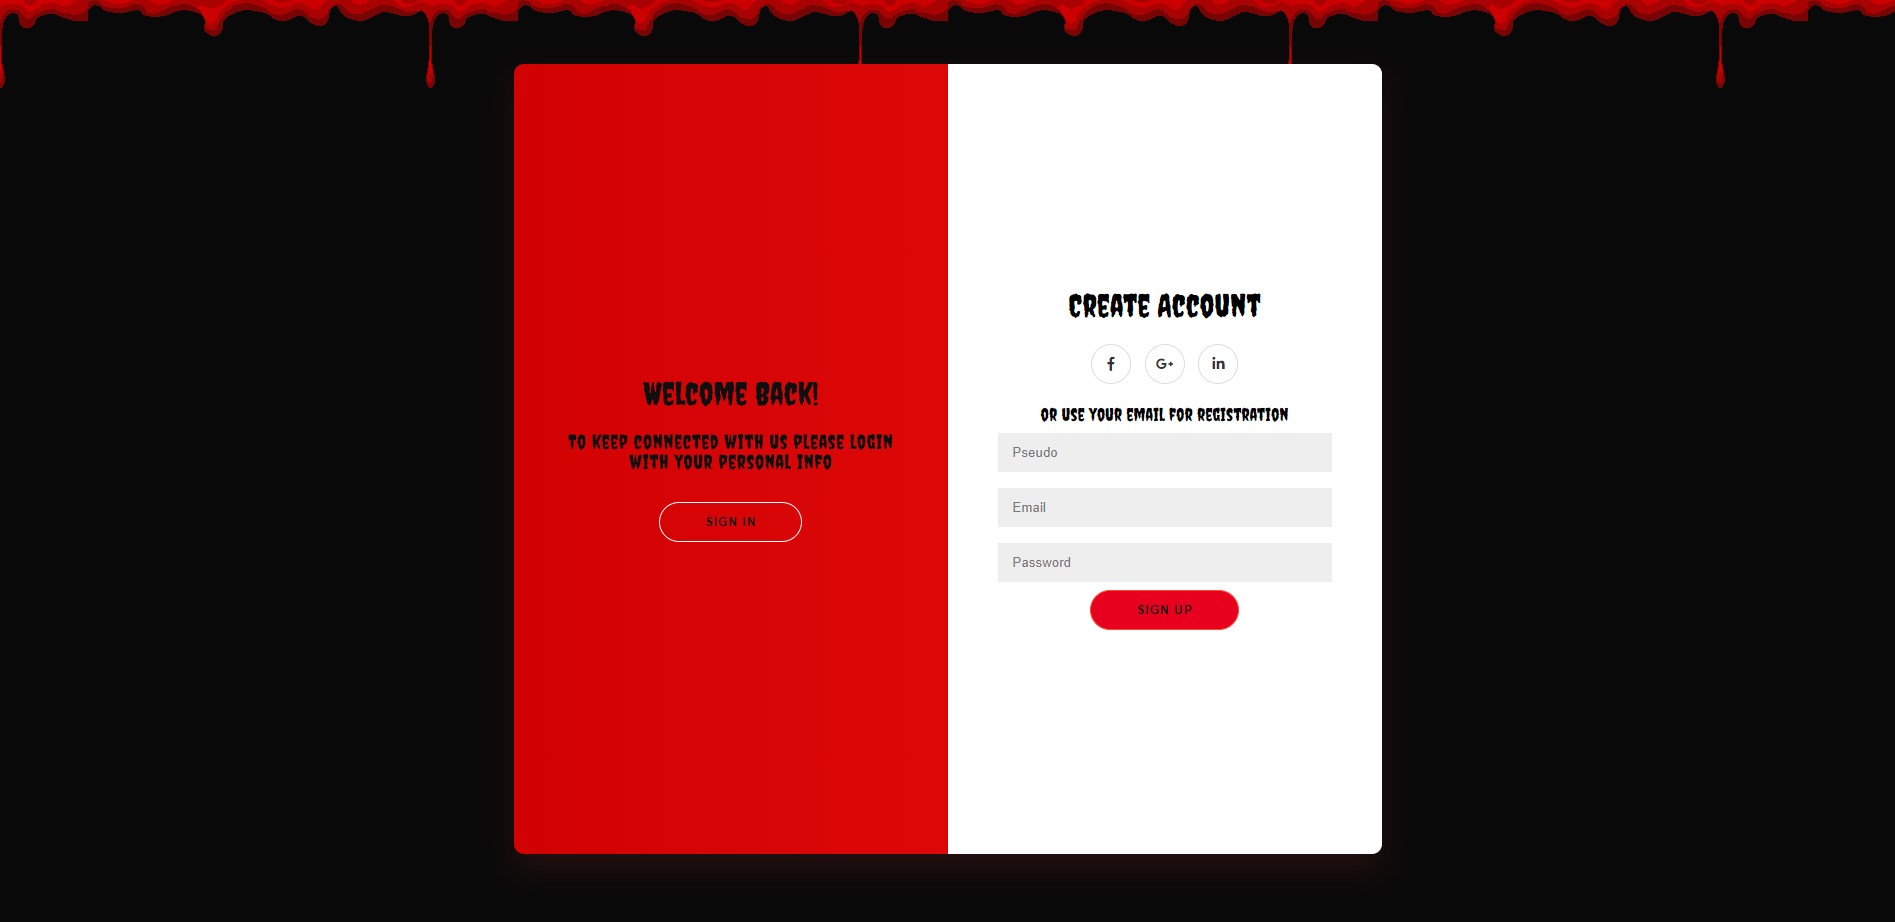 WELCOME BACK!
TO KEEP CONNECTED WITH US PLEASE LOGIN
WITH YOUR PERSONAL INFO
SIGN IN
CREATE ACCOUNT
f
G+
in
OR USE YOUR EMAIL FOR REGISTRATION
Pseudo
Email
Password
SIGN UP